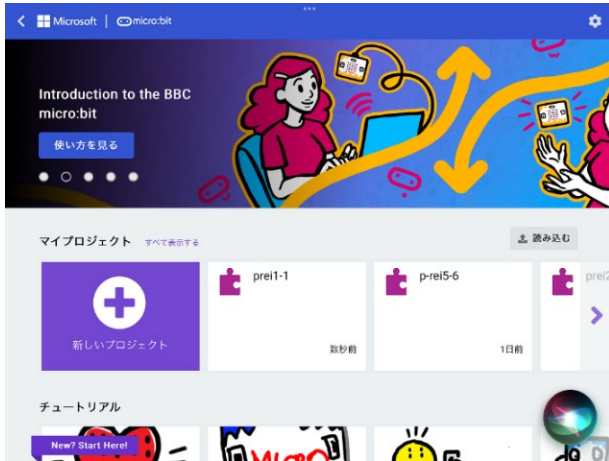 Microsoft | micro:bit
Introduction to the BBC
micro:bit
使い方を見る
マイプロジェクト すべて表示する
読み込む
新しいプロジェクト
prei1-1
数秒前
p-rei5-6
1日前
prei2
チュートリアル
New? Start Here!
MICRO